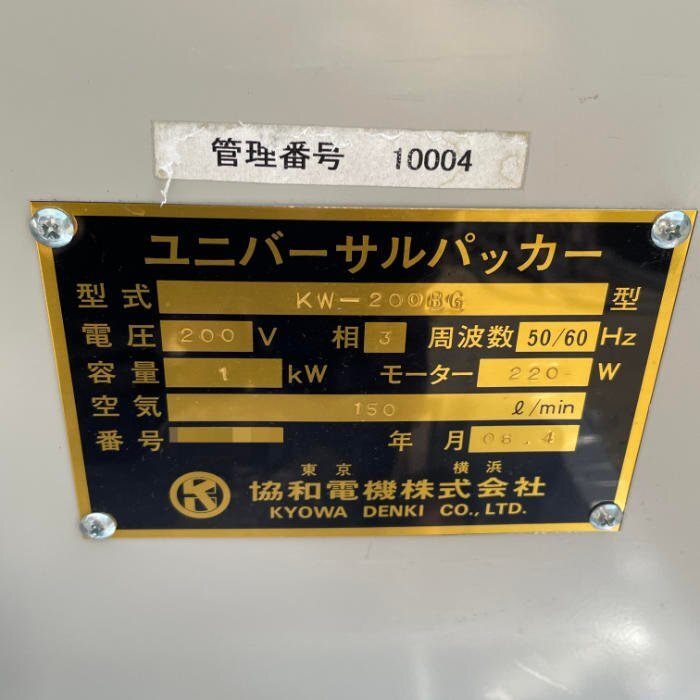 管理番号 10004
ユニバーサルパッカー
型式 KW-200BG 型
電圧 200 V 相 3 周波数 50/60 Hz
容量 1 kW モーター 220 W
空気 150 ℓ/min
番号 年月 08.4
東京 横浜
協和電機株式会社
KYOWA DENKI CO., LTD.